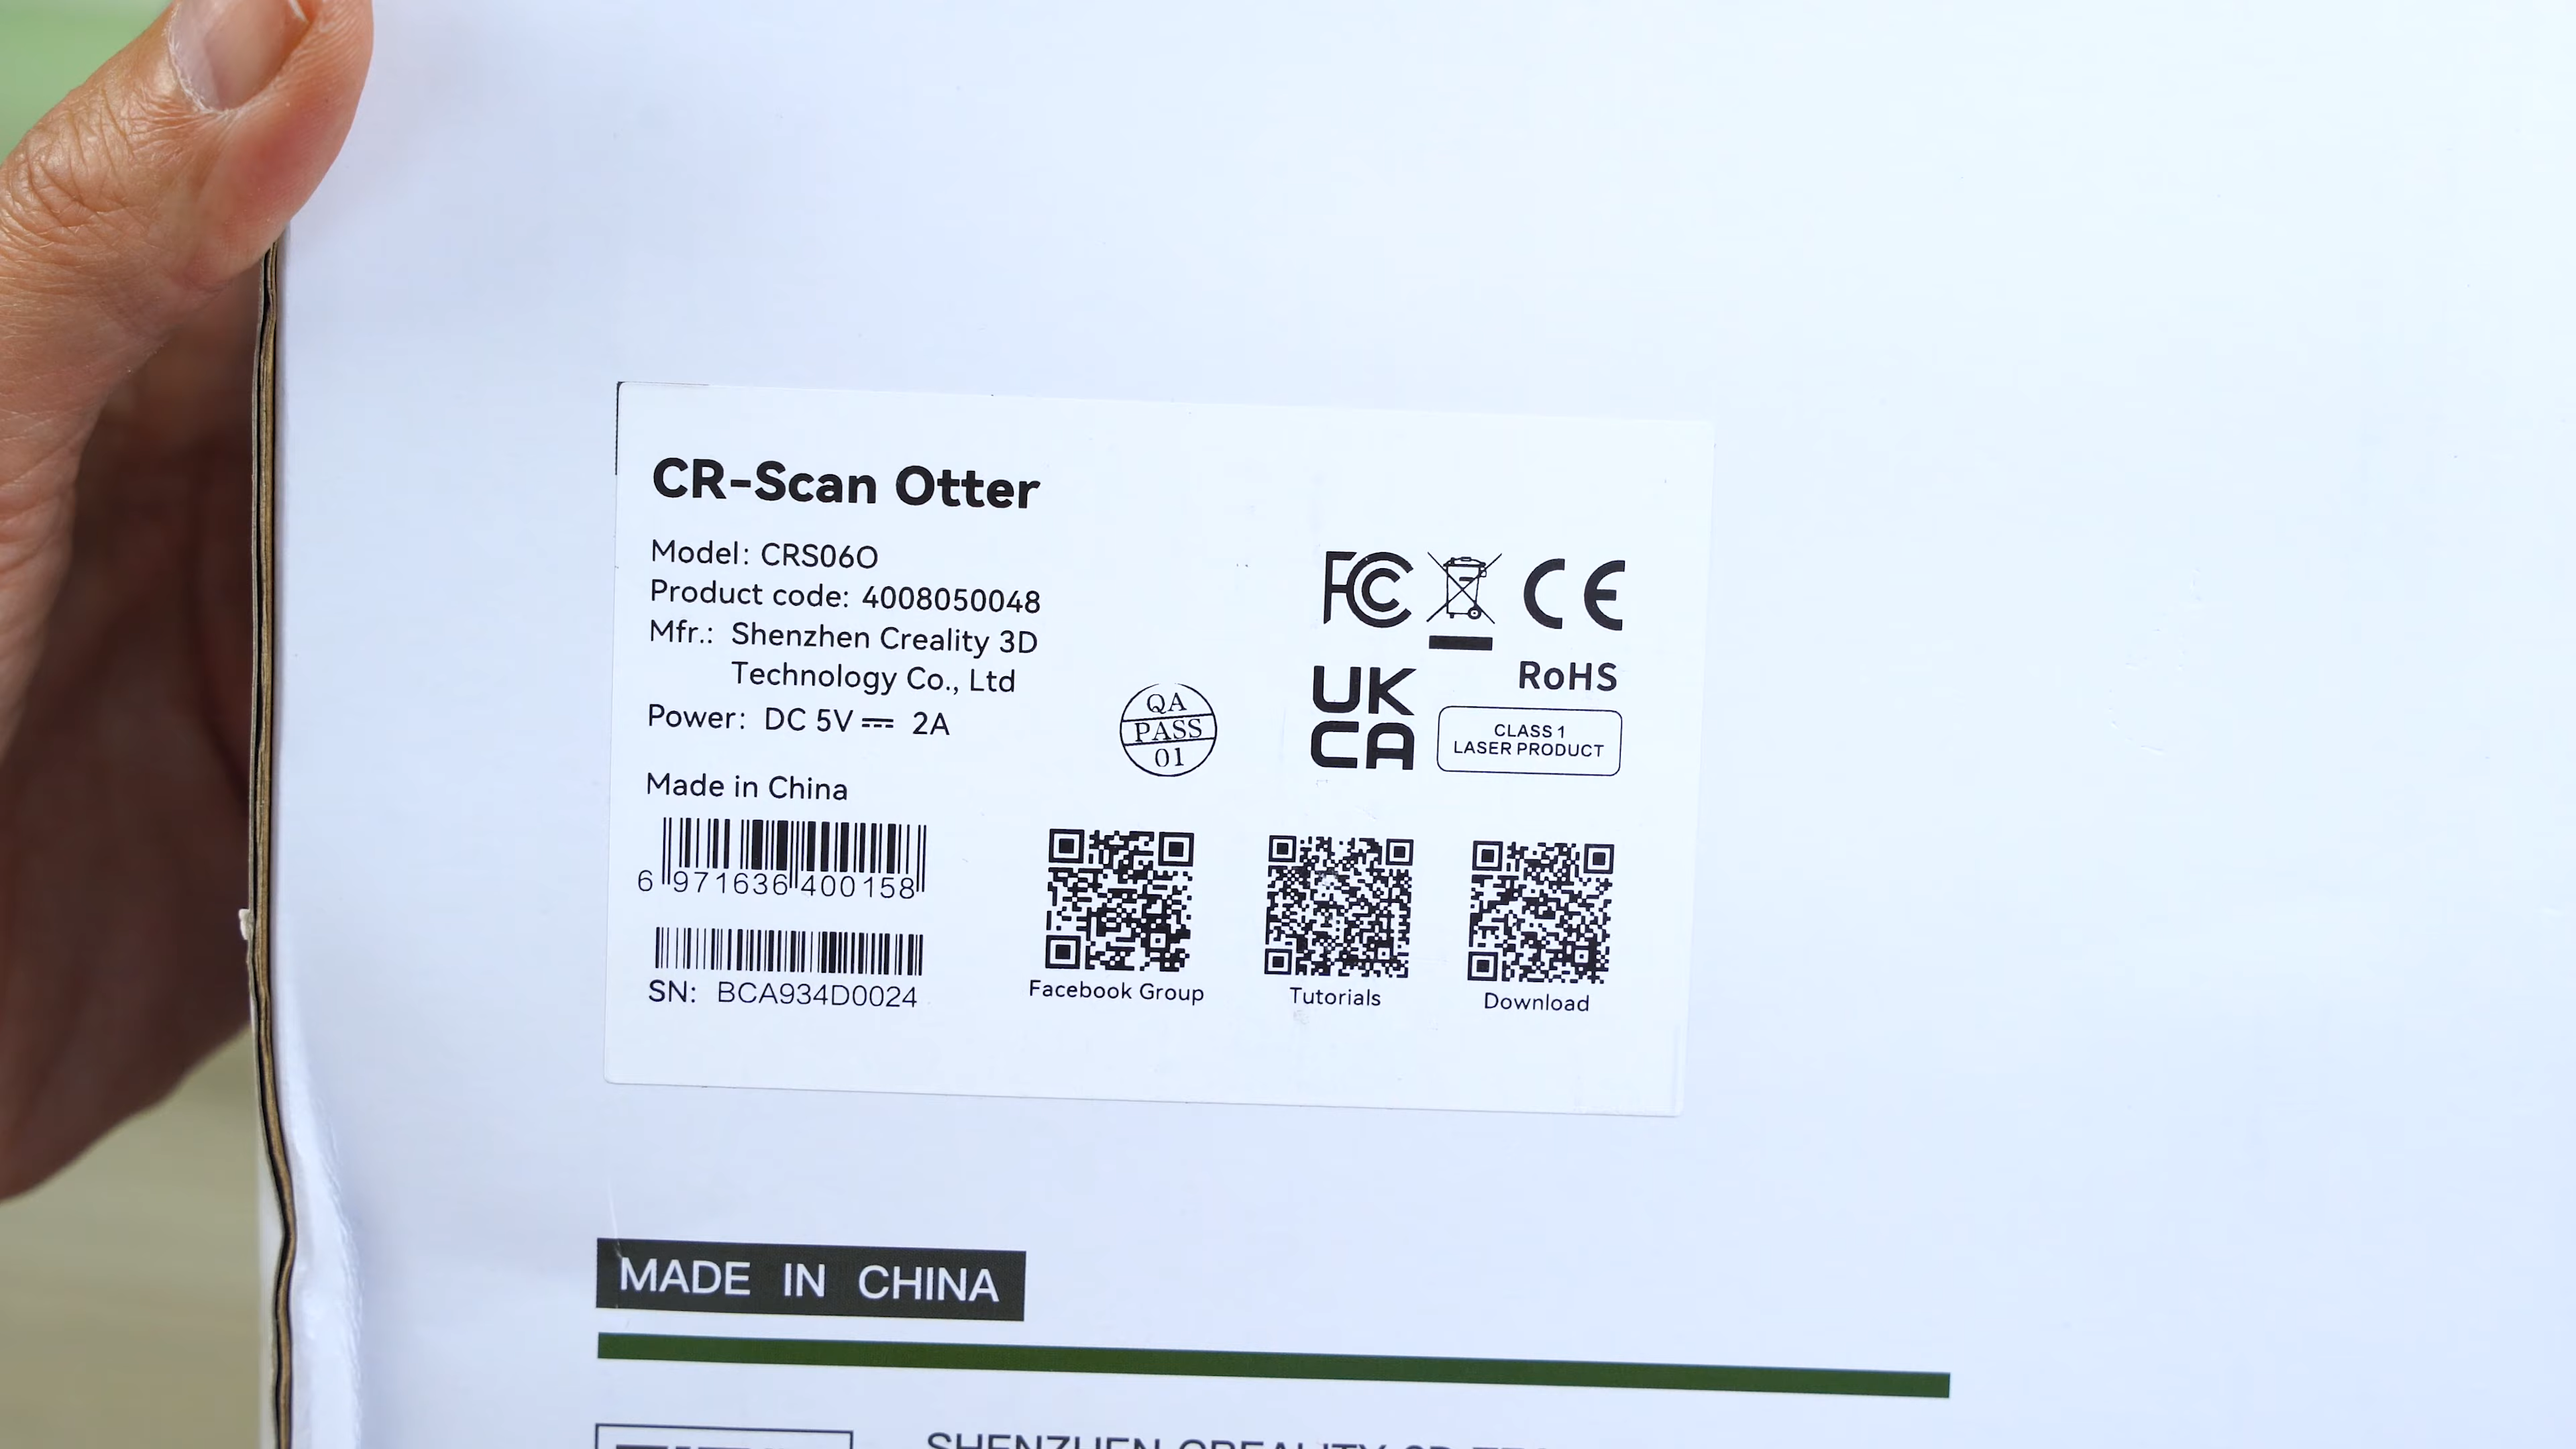 CR-Scan Otter
Model: CRS06O
Product code: 4008050048
Mfr.: Shenzhen Creality 3D
Technology Co., Ltd
Power: DC 5V⎓ 2A
Made in China
6 971636 400158
SN: BCA934D0024
QA
PASS
01
FC CE
RoHS
UK
CA
CLASS 1
LASER PRODUCT
Facebook Group
Tutorials
Download
MADE IN CHINA
SHENZHEN CREALITY 3D